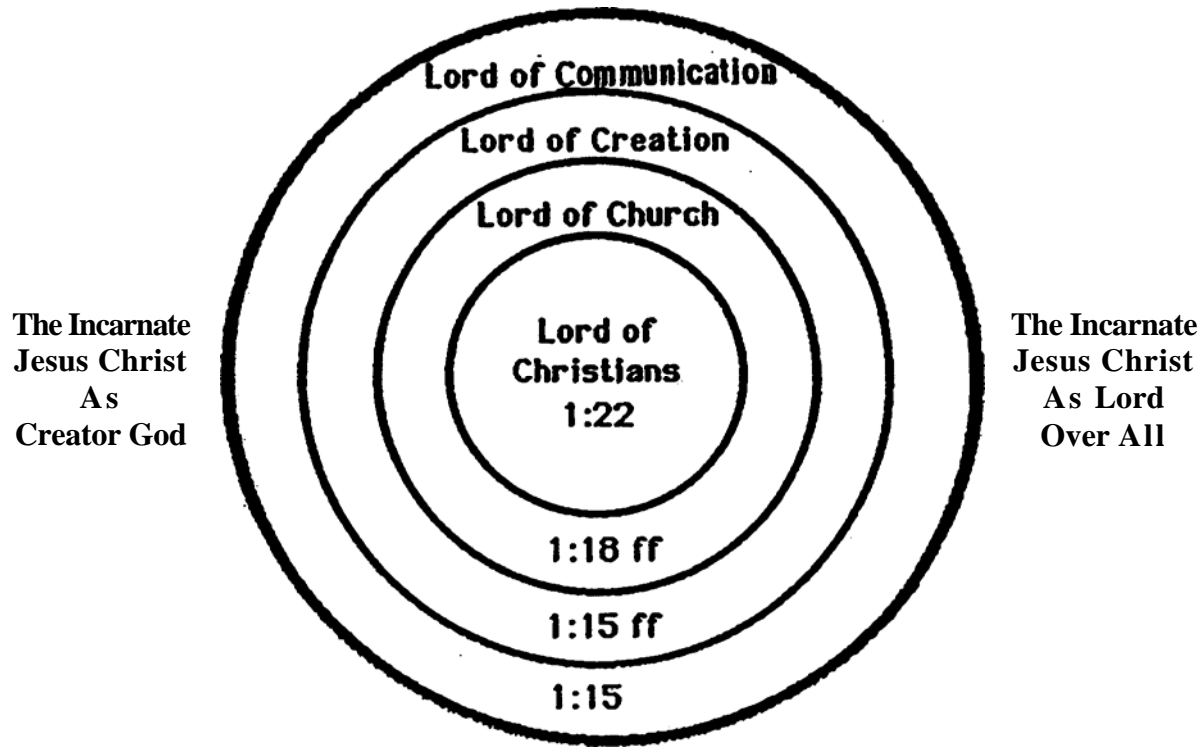 Lord of Communication
Lord of Creation
Lord of Church
The Incarnate
Jesus Christ
As
Creator God
Lord of
Christians
1:22
The Incarnate
Jesus Christ
As Lord
Over All
1:18 ff
1:15 ff
1:15